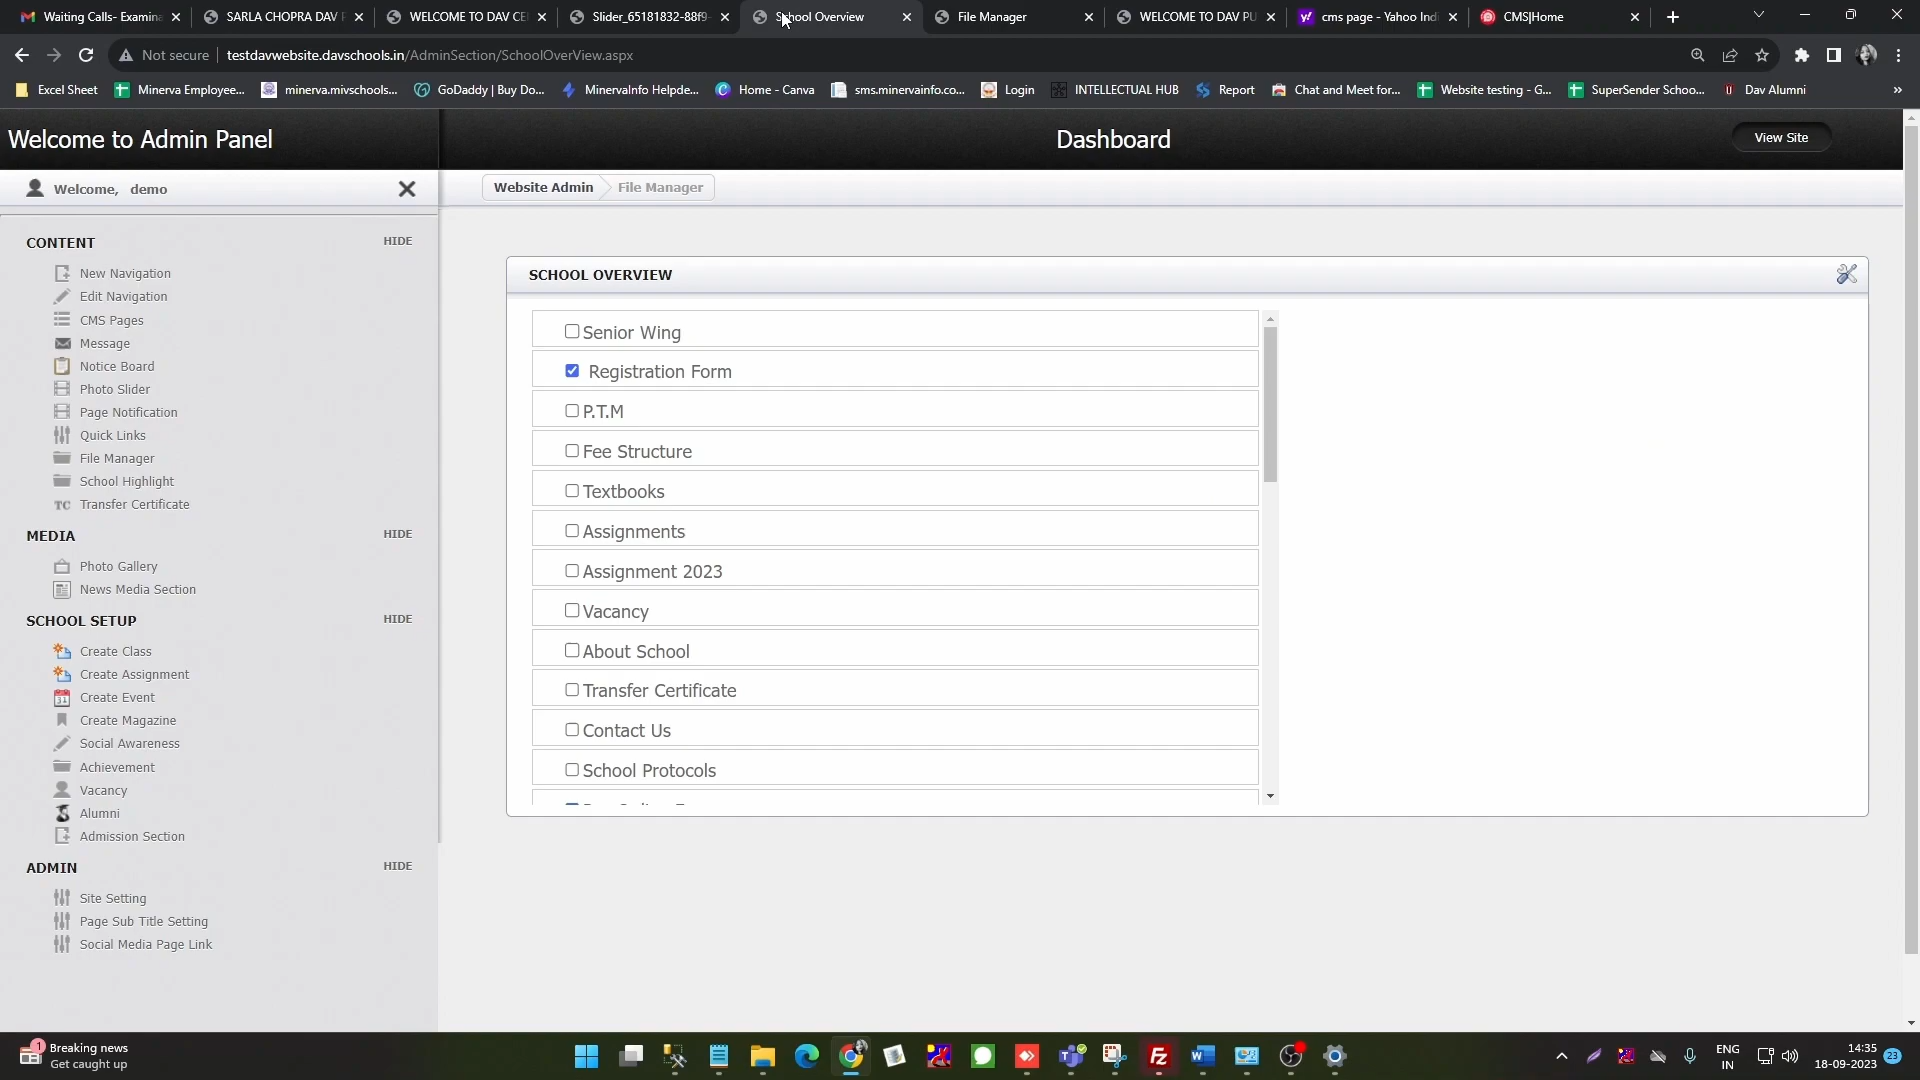 Waiting Calls- Examina
SARLA CHOPRA DAV P
WELCOME TO DAV CE
Slider_65181832-88f9-
School Overview
File Manager
WELCOME TO DAV PU
cms page - Yahoo Indi
CMS|Home
Not secure
testdavwebsite.davschools.in/AdminSection/SchoolOverView.aspx
Excel Sheet
Minerva Employee...
minerva.mivschools...
GoDaddy | Buy Do...
MinervaInfo Helpde...
Home - Canva
sms.minervainfo.co...
Login
INTELLECTUAL HUB
Report
Chat and Meet for...
Website testing - G...
SuperSender Schoo...
Dav Alumni
Welcome to Admin Panel
Dashboard
View Site
Welcome, demo
Website Admin
File Manager
CONTENT HIDE
New Navigation
Edit Navigation
CMS Pages
Message
Notice Board
Photo Slider
Page Notification
Quick Links
File Manager
School Highlight
TC Transfer Certificate
MEDIA HIDE
Photo Gallery
News Media Section
SCHOOL SETUP HIDE
Create Class
Create Assignment
31 Create Event
Create Magazine
Social Awareness
Achievement
Vacancy
Alumni
Admission Section
ADMIN HIDE
Site Setting
Page Sub Title Setting
Social Media Page Link
SCHOOL OVERVIEW
Senior Wing
Registration Form
P.T.M
Fee Structure
Textbooks
Assignments
Assignment 2023
Vacancy
About School
Transfer Certificate
Contact Us
School Protocols
1
Breaking news
Get caught up
ENG
IN
14:35
18-09-2023
23